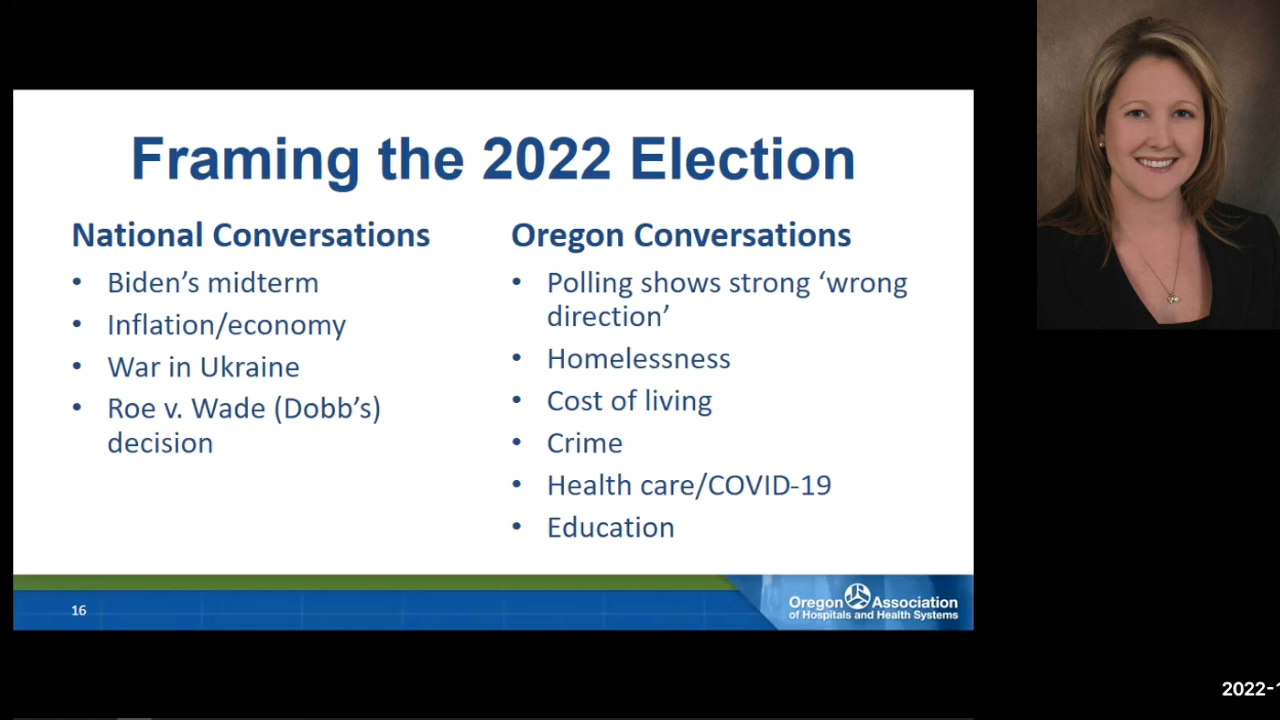 Framing the 2022 Election
National Conversations
• Biden’s midterm
• Inflation/economy
• War in Ukraine
• Roe v. Wade (Dobb’s)
decision
Oregon Conversations
• Polling shows strong ‘wrong
direction’
• Homelessness
• Cost of living
• Crime
• Health care/COVID-19
• Education
16
Oregon Association
of Hospitals and Health Systems
2022-